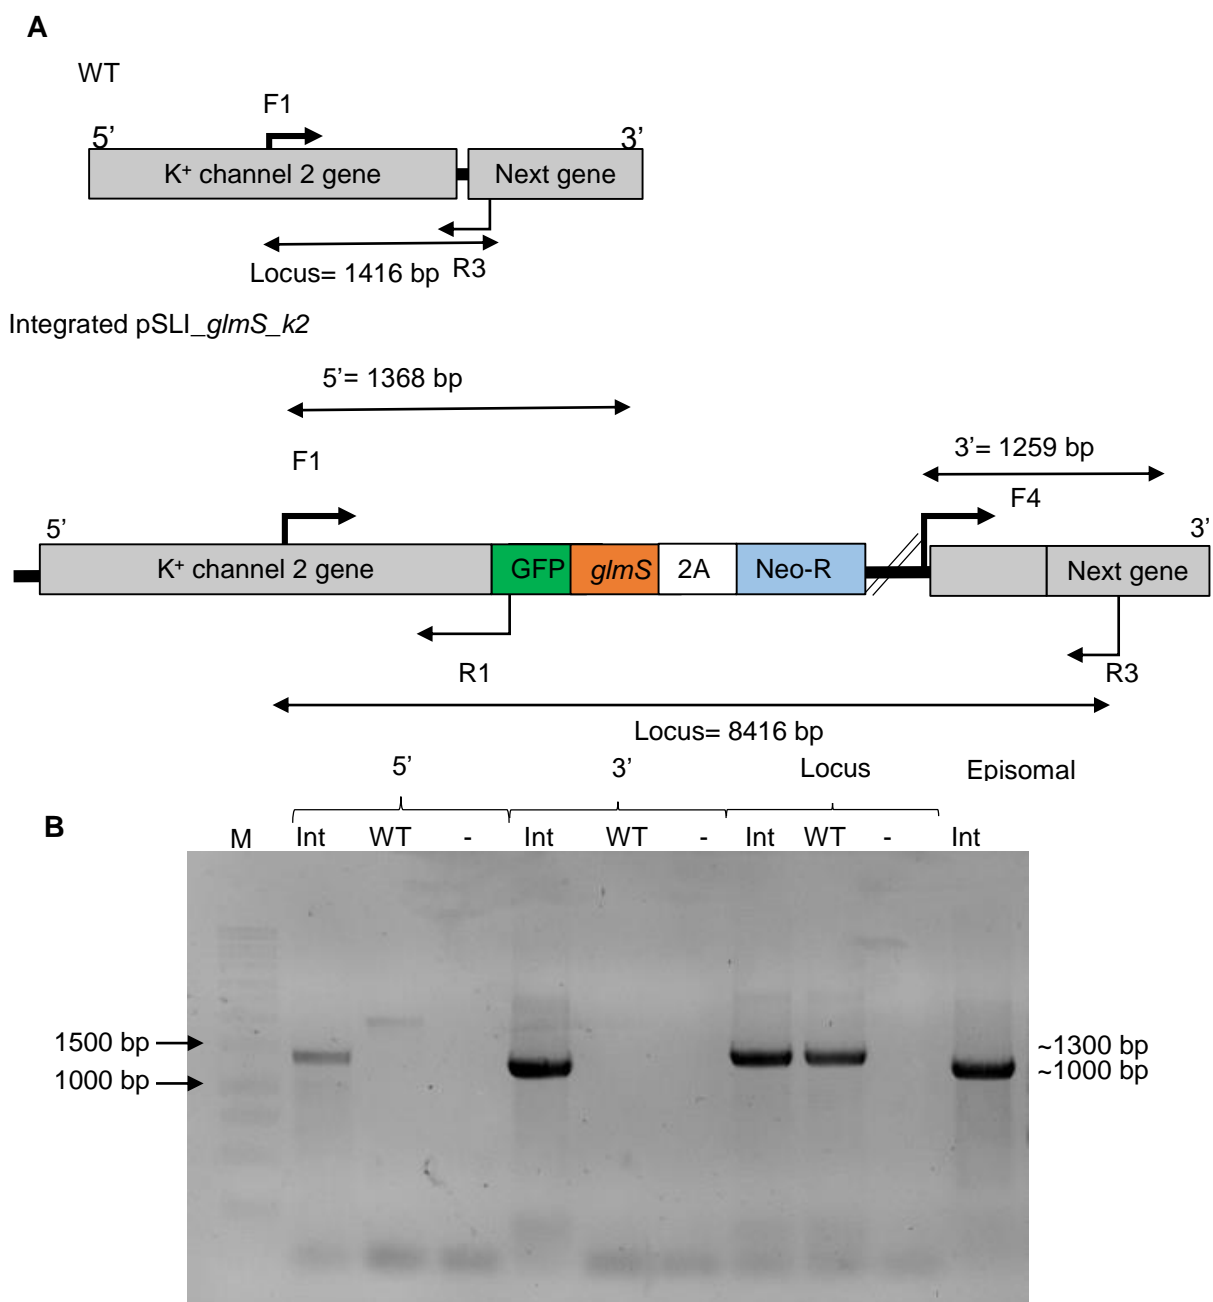 A
WT
F1
5’ 3’
K+ channel 2 gene Next gene
Locus= 1416 bp R3
Integrated pSLI_glmS_k2
5’= 1368 bp
3’= 1259 bp
F1
F4
5’ 3’
K+ channel 2 gene GFP glmS 2A Neo-R Next gene
R1 R3
Locus= 8416 bp
5’ 3’ Locus Episomal
B
M Int WT - Int WT - Int WT - Int
1500 bp ~1300 bp
1000 bp ~1000 bp